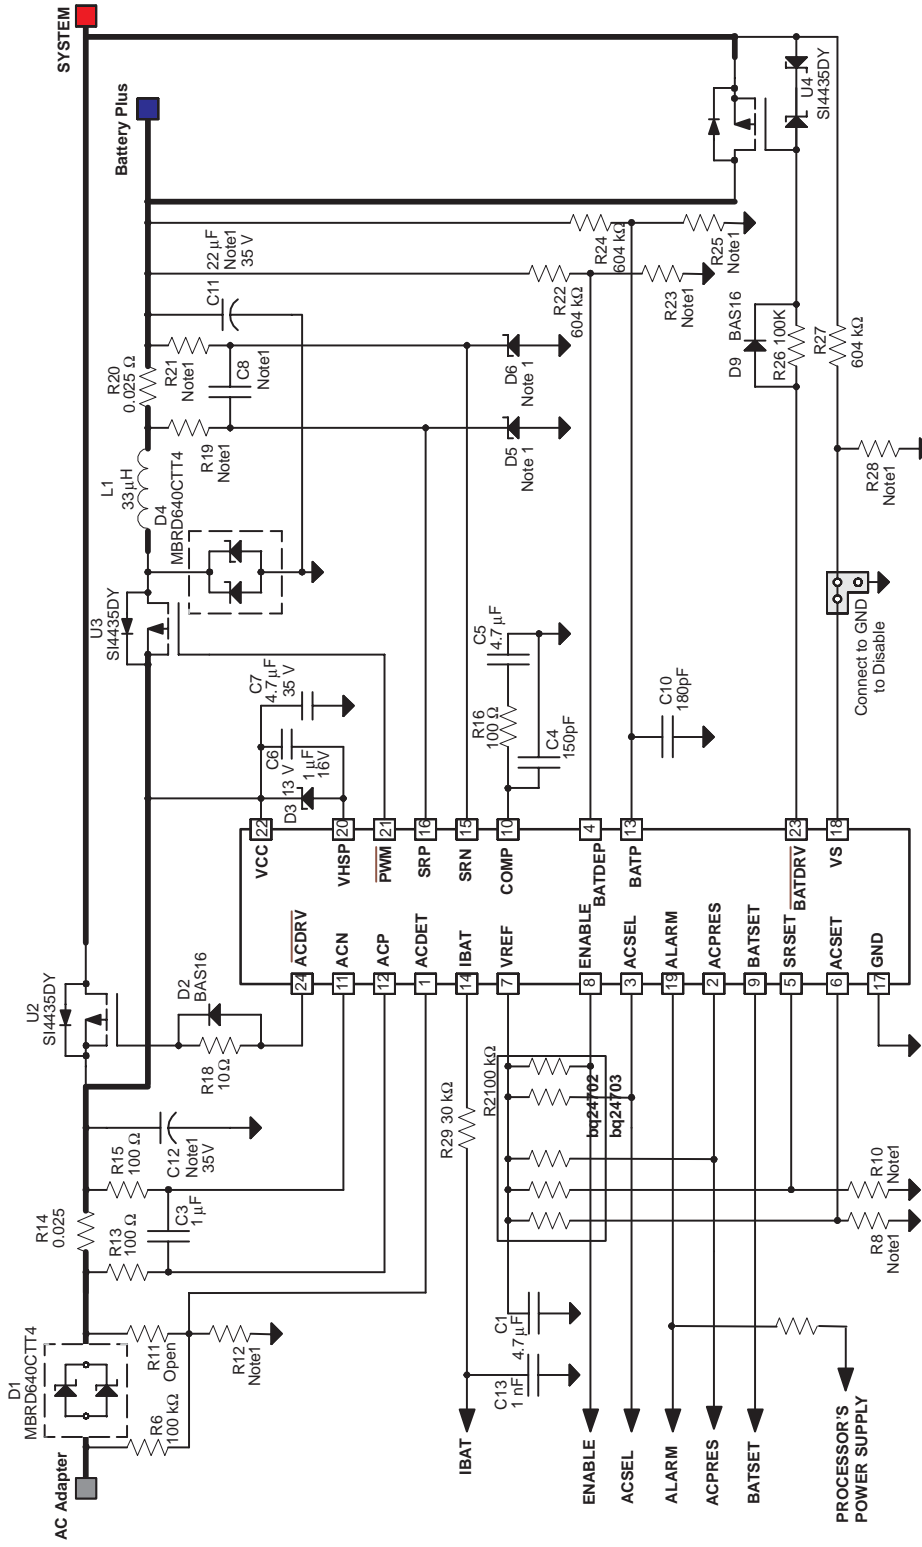 AC Adapter
D1
MBRD640CTT4
R6
100 kΩ
R11
Open
R12
Note1
R14
0.025
R13
100 Ω
C3
1 µF
R15
100 Ω
C12
Note1
35V
U2
SI4435DY
D2
BAS16
R18
10Ω
SYSTEM
Battery Plus
U3
SI4435DY
L1
33 µH
D4
MBRD640CTT4
R20
0.025 Ω
R19
Note1
R21
Note1
C8
Note1
C11
22 µF
Note1
35 V
C7
4.7 µF
35 V
C6
1 µF
16V
D3
13 V
D5
Note 1
D6
Note 1
R22
604 kΩ
R24
604 kΩ
R23
Note1
R25
Note1
U4
SI4435DY
D9
BAS16
R26 100K
R27
604 kΩ
R28
Note1
R16
100 Ω
C5
4.7 µF
C4
150pF
C10
180pF
Connect to GND
to Disable
24
ACDRV
11
ACN
12
ACP
1
ACDET
14
IBAT
7
VREF
8
ENABLE
3
ACSEL
19
ALARM
2
ACPRES
9
BATSET
5
SRSET
6
ACSET
17
GND
VCC
22
VHSP
20
PWM
21
SRP
16
SRN
15
COMP
10
BATDEP
4
BATP
13
BATDRV
23
VS
18
R29 30 kΩ
R2100 kΩ
bq24702
bq24703
R10
Note1
R8
Note1
C1
4.7 µF
C13
1 nF
IBAT
ENABLE
ACSEL
ALARM
ACPRES
BATSET
PROCESSOR'S
POWER SUPPLY